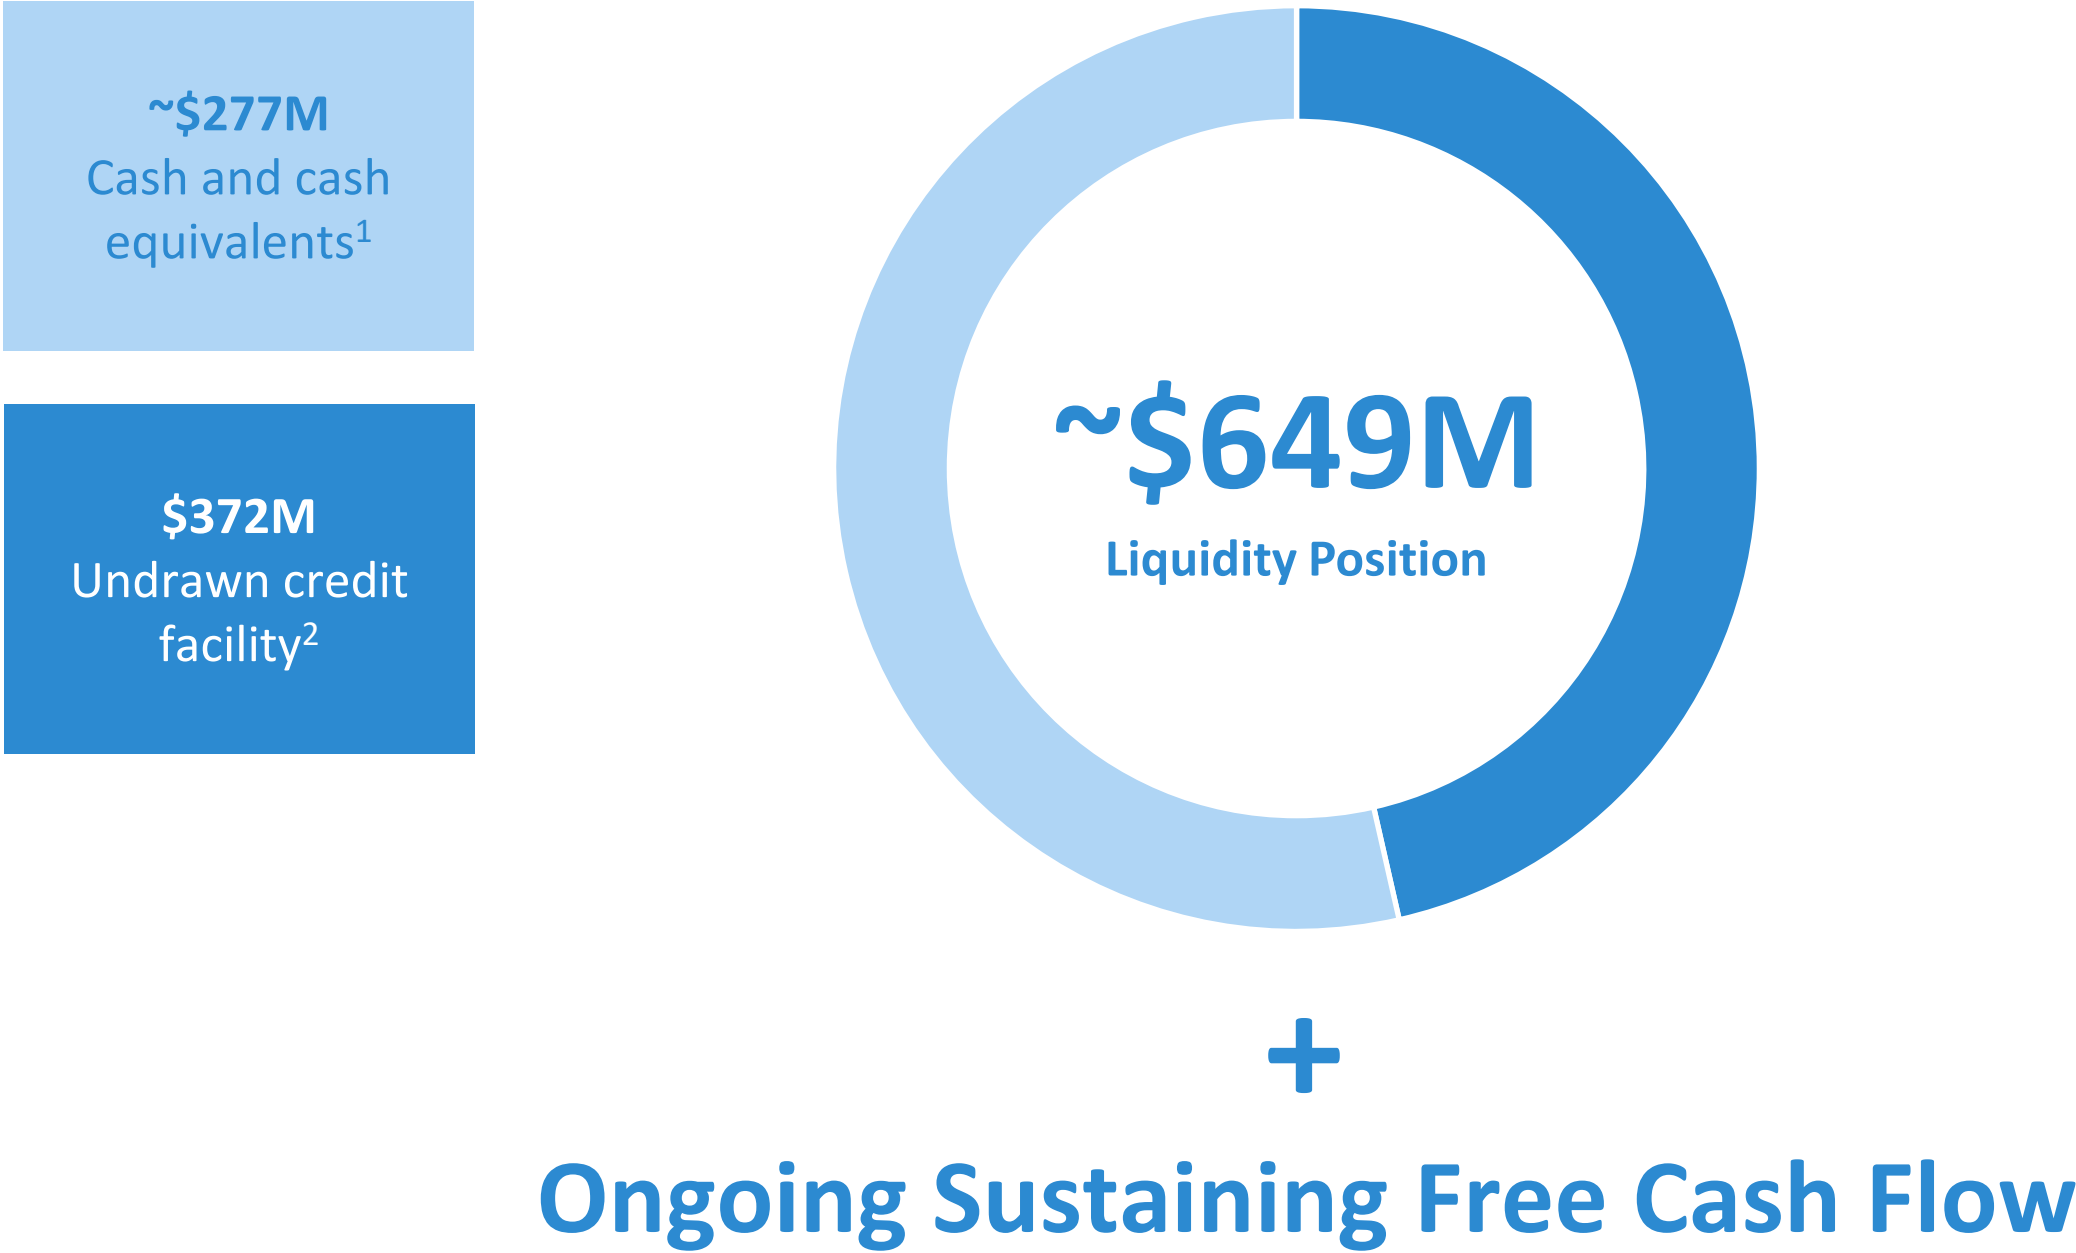 ~$277M
Cash and cash
equivalents¹
$372M
Undrawn credit
facility²
~$649M
Liquidity Position
+
Ongoing Sustaining Free Cash Flow